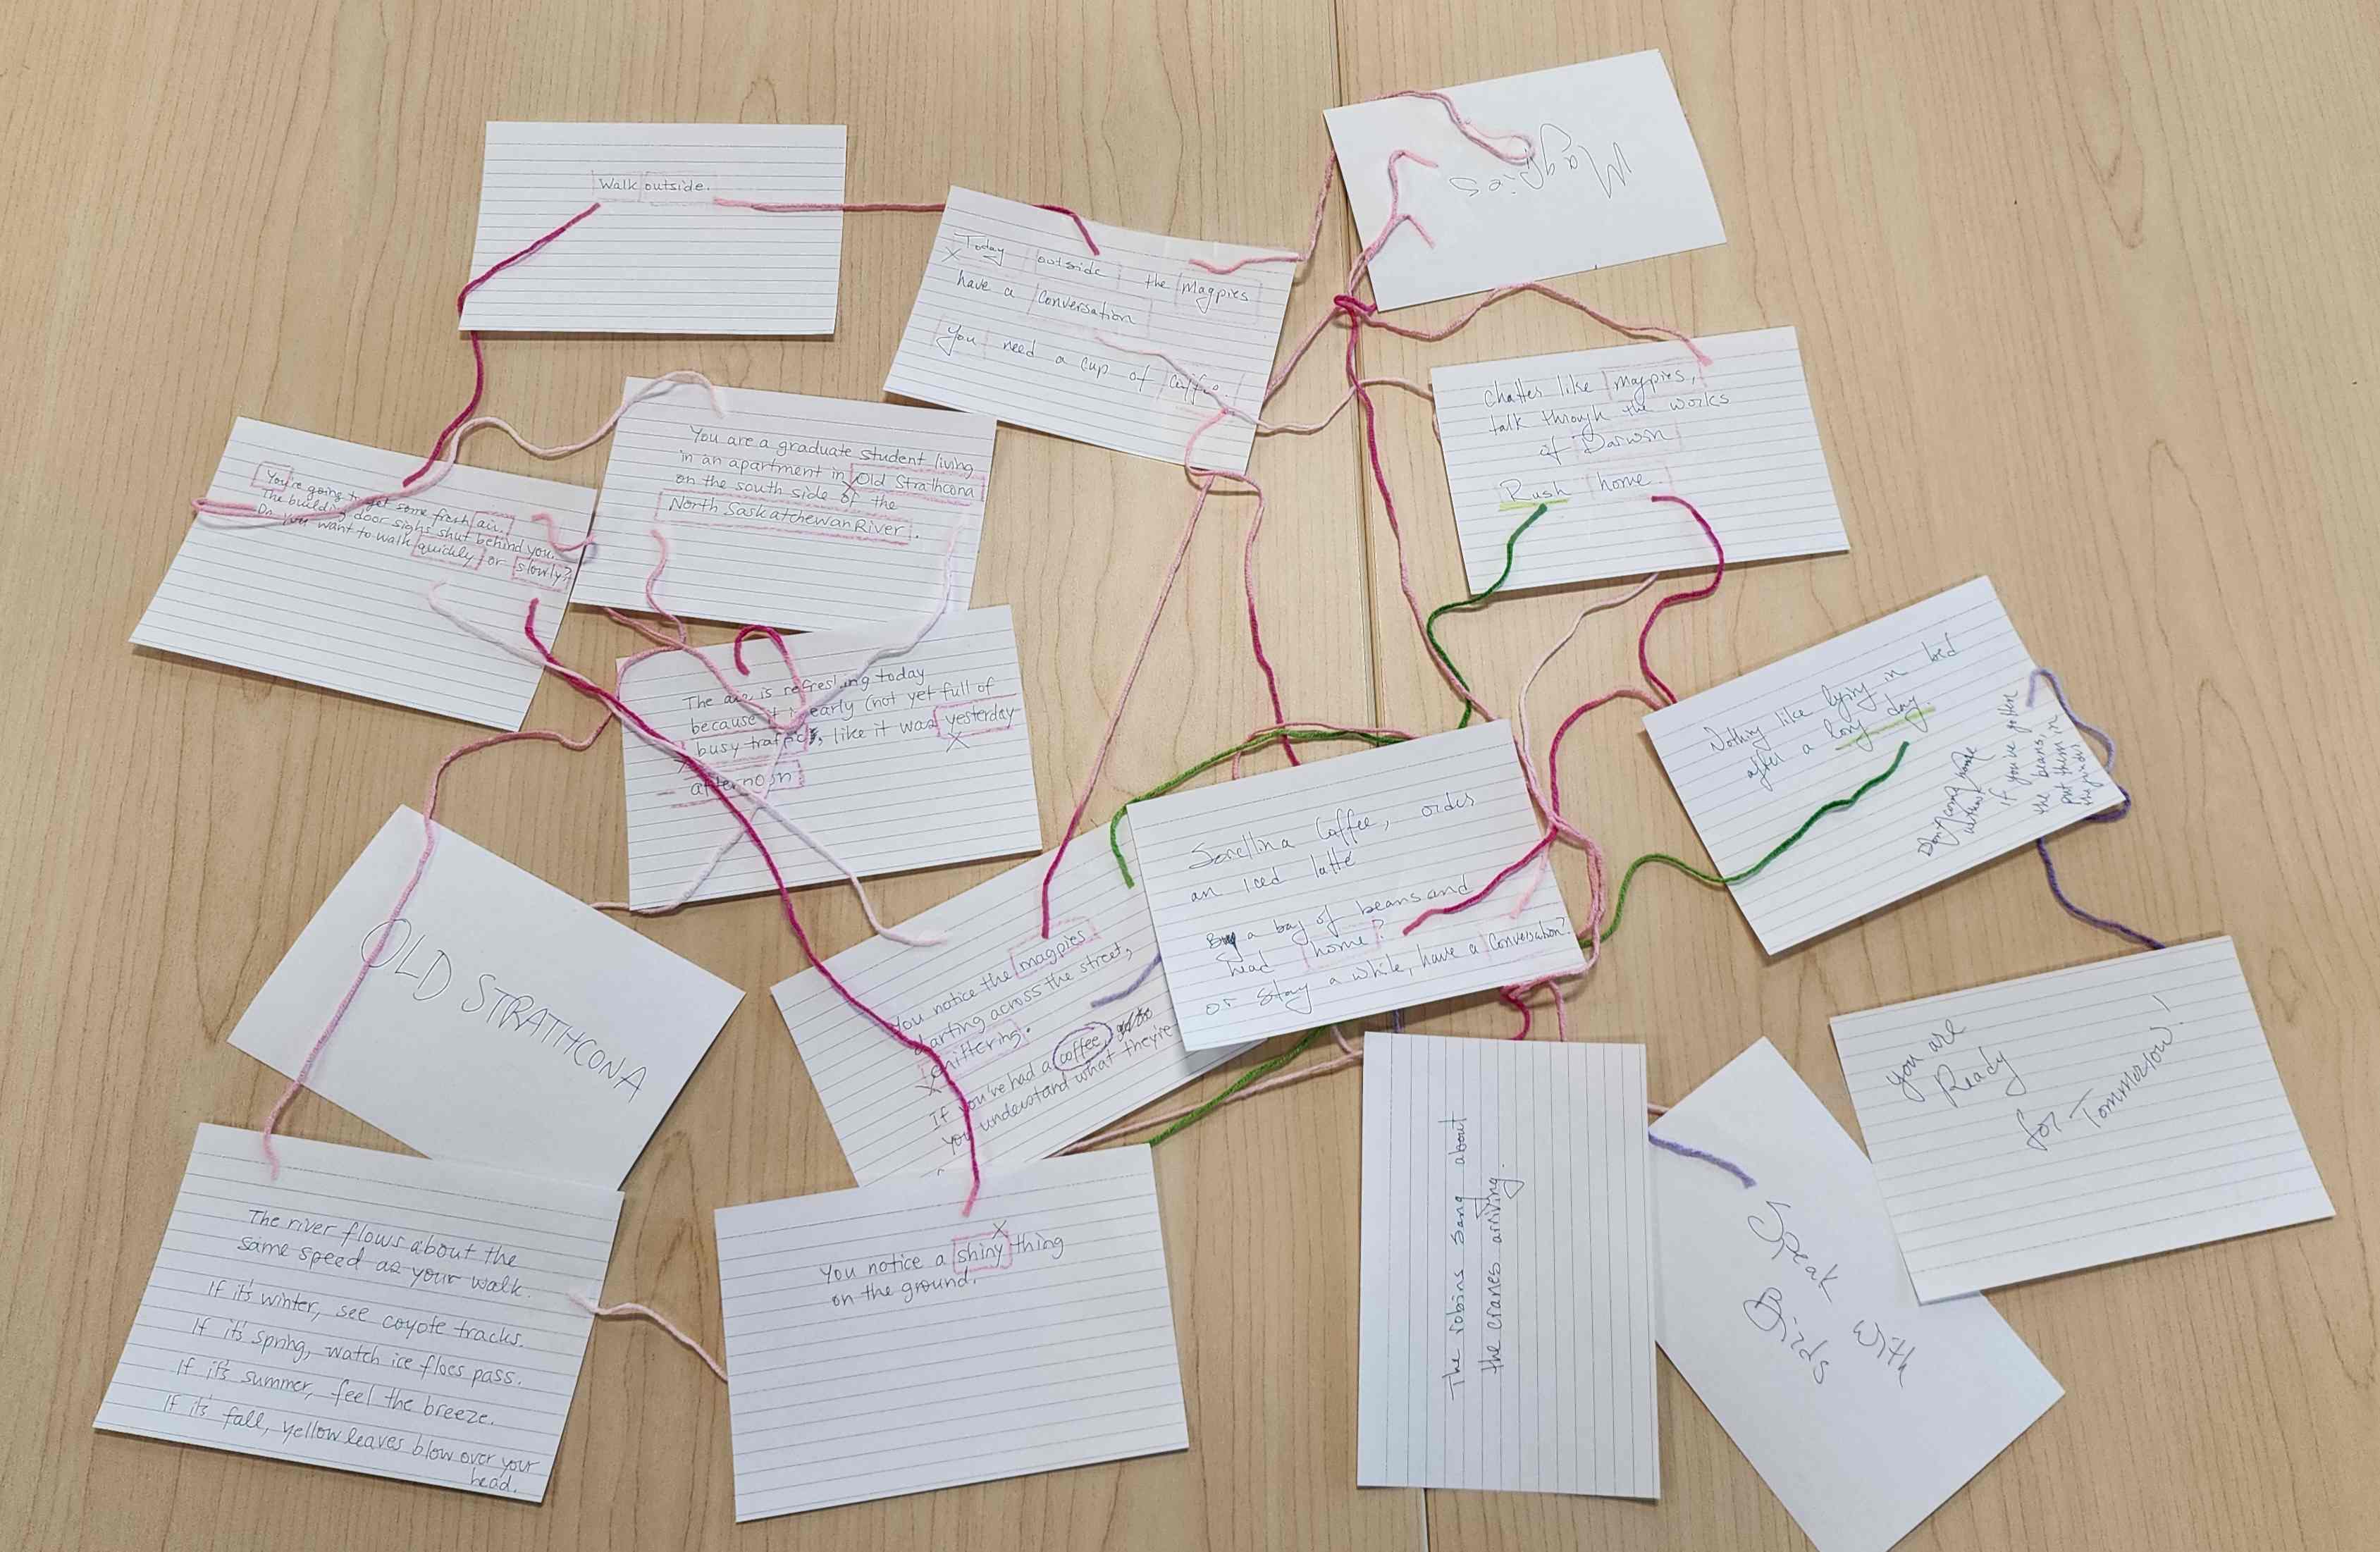 Walk outside.
Magpies
Today outside the Magpies
have a conversation
You need a cup of coffee
Chatter like magpies,
talk through the works
of Darwin
Rush home
You're going to get some fresh air.
The building door sighs shut behind you.
Do you want to walk quickly or slowly?
You are a graduate student living
in an apartment in Old Strathcona
on the south side of the
North Saskatchewan River.
The air is refreshing today
because it is early (not yet full of
busy traffic, like it was yesterday
afternoon
Nothing like lying in bed
after a long day.
Don't come home
without
if you've gotten
the beans,
put them in
the grinder
OLD STRATHCONA
You notice the magpies
darting across the street,
chittering.
If you've had a coffee,
you understand what they're
Sorellina Coffee, order
an iced latté
Buy a bag of beans and
head home?
or stay a while, have a conversation?
you are
Ready
for Tommorow!
The river flows about the
same speed as your walk.
If it's winter, see coyote tracks.
If it's spring, watch ice floes pass.
If it's summer, feel the breeze.
If it's fall, yellow leaves blow over your
head.
You notice a shiny thing
on the ground.
The robins sang about
the cranes arriving.
Speak With
Birds